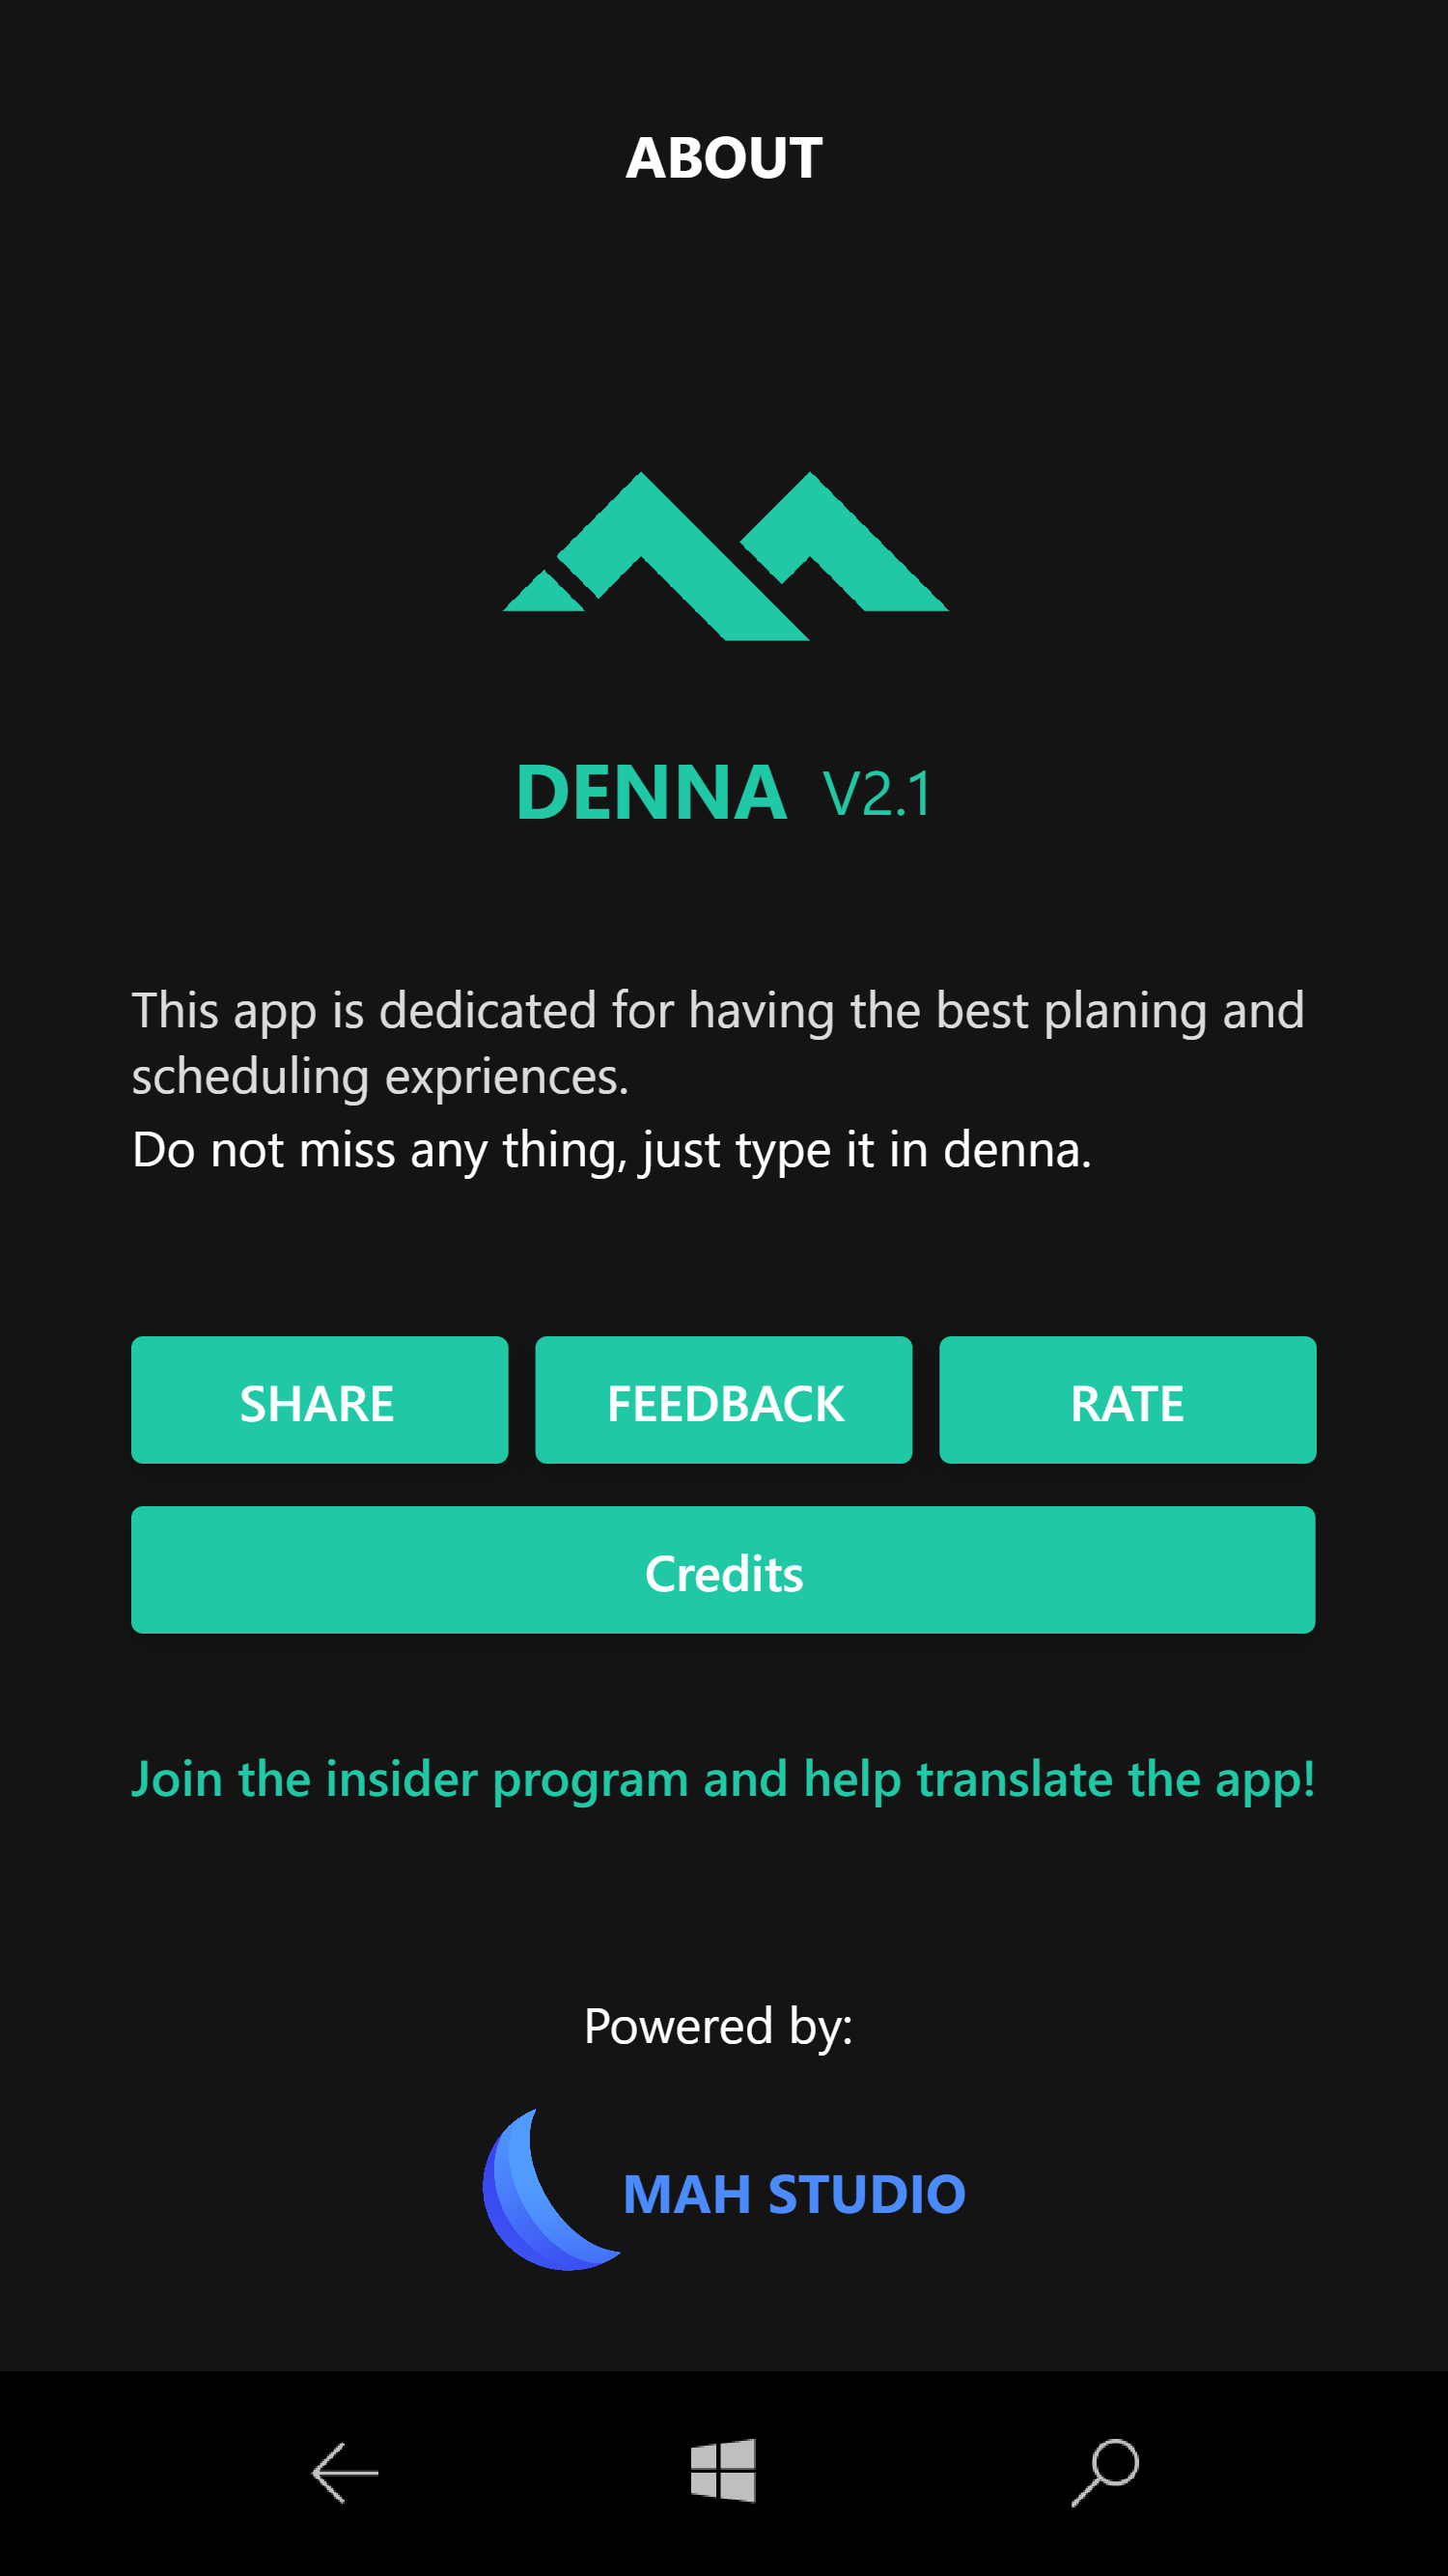 ABOUT
DENNA V2.1
This app is dedicated for having the best planing and
scheduling expriences.
Do not miss any thing, just type it in denna.
SHARE FEEDBACK RATE
Credits
Join the insider program and help translate the app!
Powered by:
MAH STUDIO